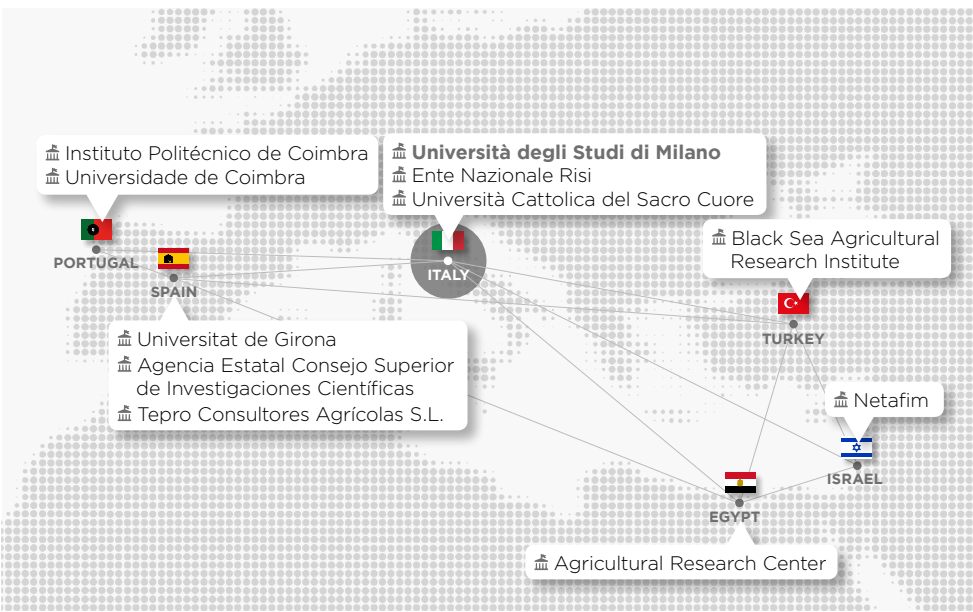 Instituto Politécnico de Coimbra
Universidade de Coimbra
PORTUGAL
Università degli Studi di Milano
Ente Nazionale Risi
Università Cattolica del Sacro Cuore
ITALY
SPAIN
Universitat de Girona
Agencia Estatal Consejo Superior
de Investigaciones Científicas
Tepro Consultores Agrícolas S.L.
Black Sea Agricultural
Research Institute
TURKEY
Netafim
ISRAEL
EGYPT
Agricultural Research Center